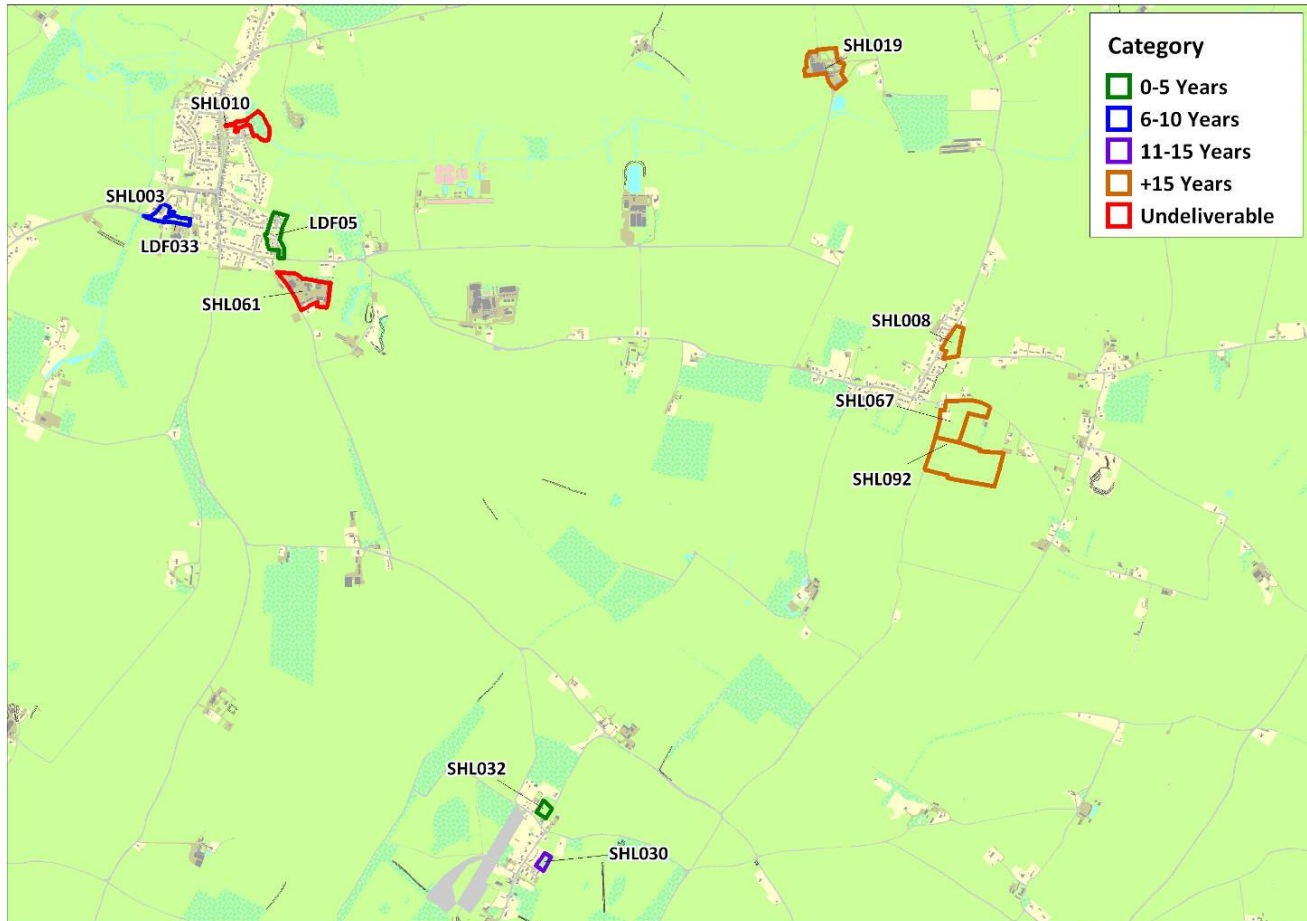 SHL019
Category
0-5 Years
6-10 Years
11-15 Years
+15 Years
Undeliverable
SHL010
SHL003
LDF05
LDF033
SHL061
SHL008
SHL067
SHL092
SHL032
SHL030